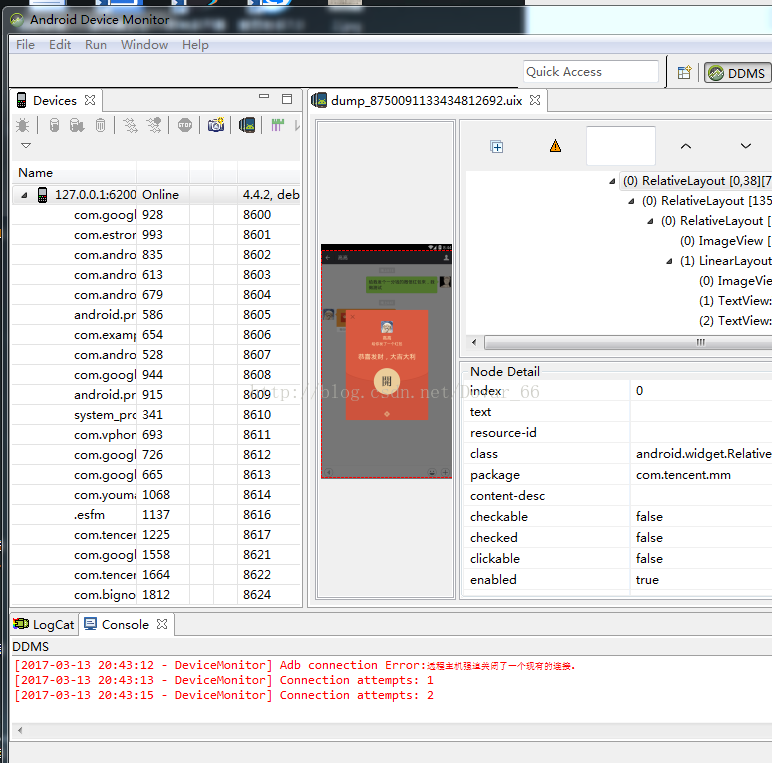 Android Device Monitor
File Edit Run Window Help
Quick Access
DDMS
Devices
dump_8750091133434812692.uix
Name
127.0.0.1:6200 Online 4.4.2, deb
com.googl 928 8600
com.estron 993 8601
com.andro 835 8602
com.andro 613 8603
com.andro 679 8604
android.pr 586 8605
com.examp 654 8606
com.andro 528 8607
com.googl 944 8608
android.pr 915 8609
system_pro 341 8610
com.vphon 693 8611
com.googl 726 8612
com.googl 665 8613
com.youma 1068 8614
.esfm 1137 8616
com.tencer 1225 8617
com.googl 1558 8621
com.tencer 1664 8622
com.bigno 1812 8624
恭喜发财，大吉大利
開
(0) RelativeLayout [0,38][7
(0) RelativeLayout [135
(0) RelativeLayout [
(0) ImageView [
(1) LinearLayout
(0) ImageVie
(1) TextView:
(2) TextView:
Node Detail
index 0
text
resource-id
class android.widget.Relative
package com.tencent.mm
content-desc
checkable false
checked false
clickable false
enabled true
LogCat
Console
DDMS
[2017-03-13 20:43:12 - DeviceMonitor] Adb connection Error:远程主机强迫关闭了一个现有的连接。
[2017-03-13 20:43:13 - DeviceMonitor] Connection attempts: 1
[2017-03-13 20:43:15 - DeviceMonitor] Connection attempts: 2